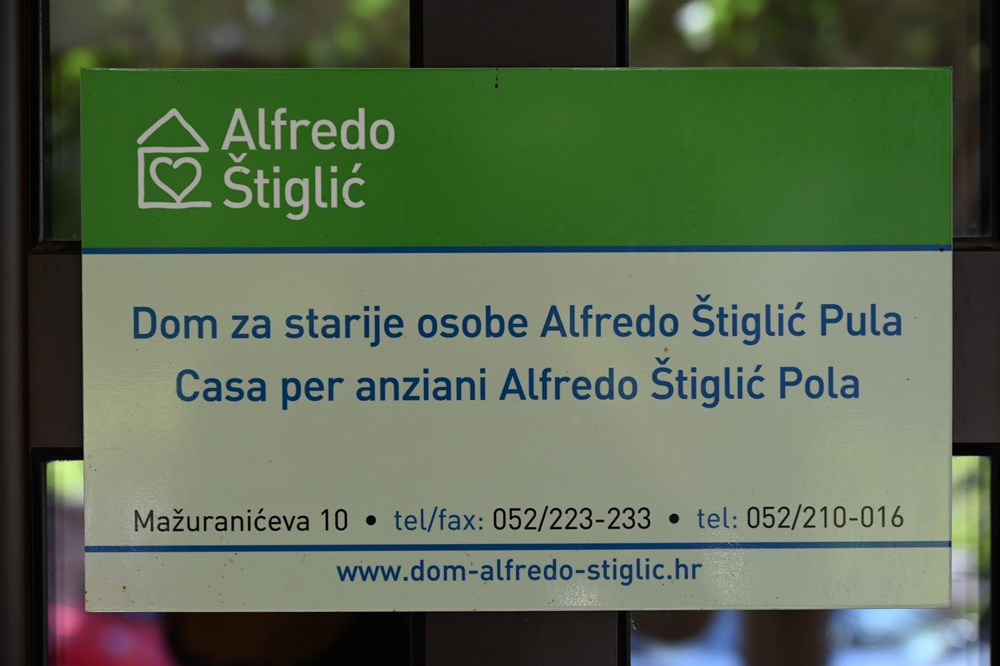 Alfredo
Štiglić
Dom za starije osobe Alfredo Štiglić Pula
Casa per anziani Alfredo Štiglić Pola
Mažuranićeva 10 • tel/fax: 052/223-233 • tel: 052/210-016
www.dom-alfredo-stiglic.hr